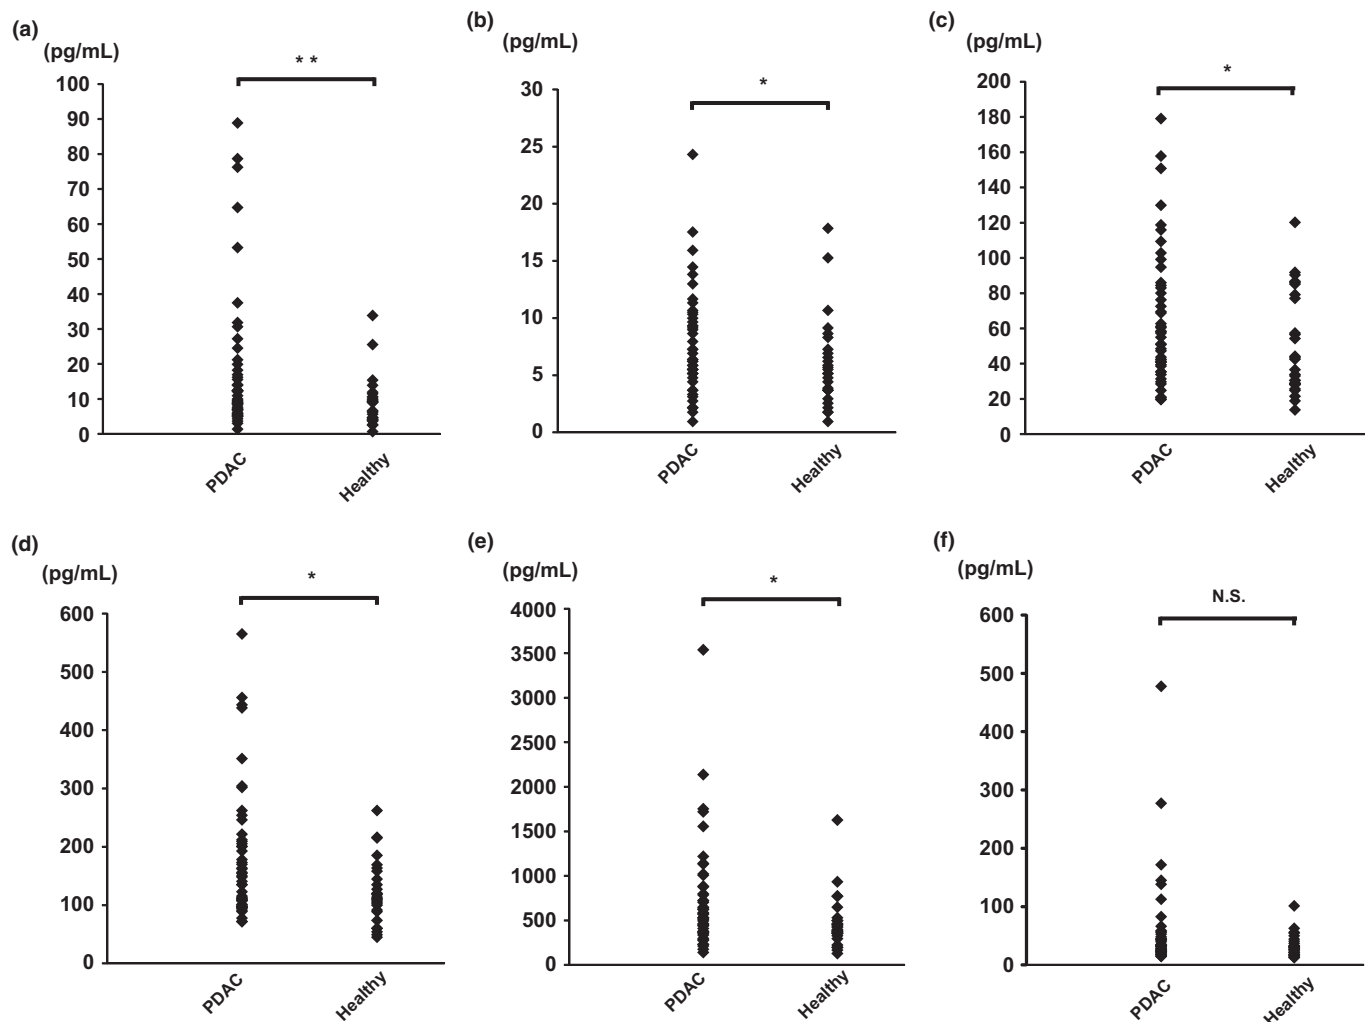 (a)
(pg/mL)
* *
100
90
80
70
60
50
40
30
20
10
0
PDAC
Healthy
(b)
(pg/mL)
*
30
25
20
15
10
5
0
PDAC
Healthy
(c)
(pg/mL)
*
200
180
160
140
120
100
80
60
40
20
0
PDAC
Healthy
(d)
(pg/mL)
*
600
500
400
300
200
100
0
PDAC
Healthy
(e)
(pg/mL)
*
4000
3500
3000
2500
2000
1500
1000
500
0
PDAC
Healthy
(f)
(pg/mL)
N.S.
600
500
400
300
200
100
0
PDAC
Healthy